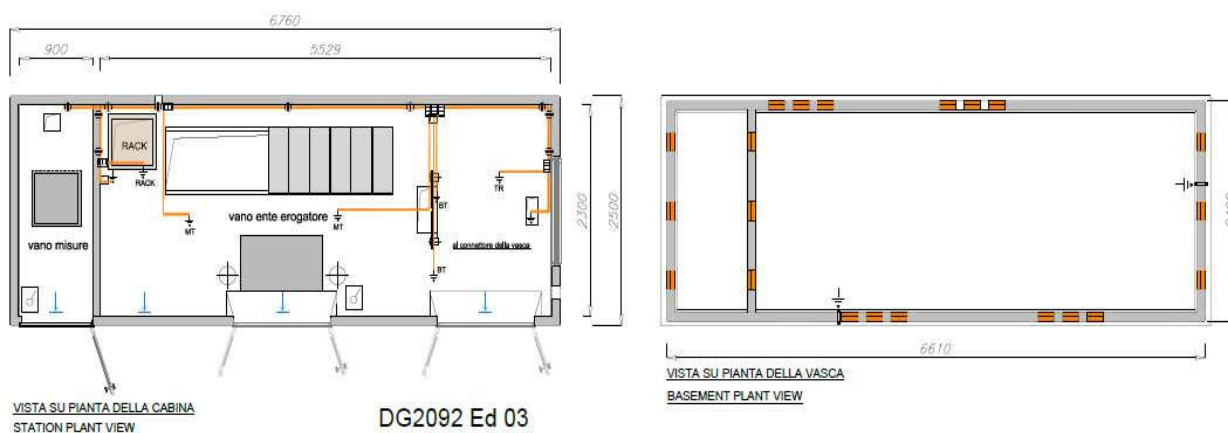 6760
900
5529
RACK
RACK
TR
BT
MT
vano ente erogatore
MT
vano misure
al connettore della vasca
BT
2300
2500
6610
VISTA SU PIANTA DELLA CABINA
STATION PLANT VIEW
DG2092 Ed 03
VISTA SU PIANTA DELLA VASCA
BASEMENT PLANT VIEW